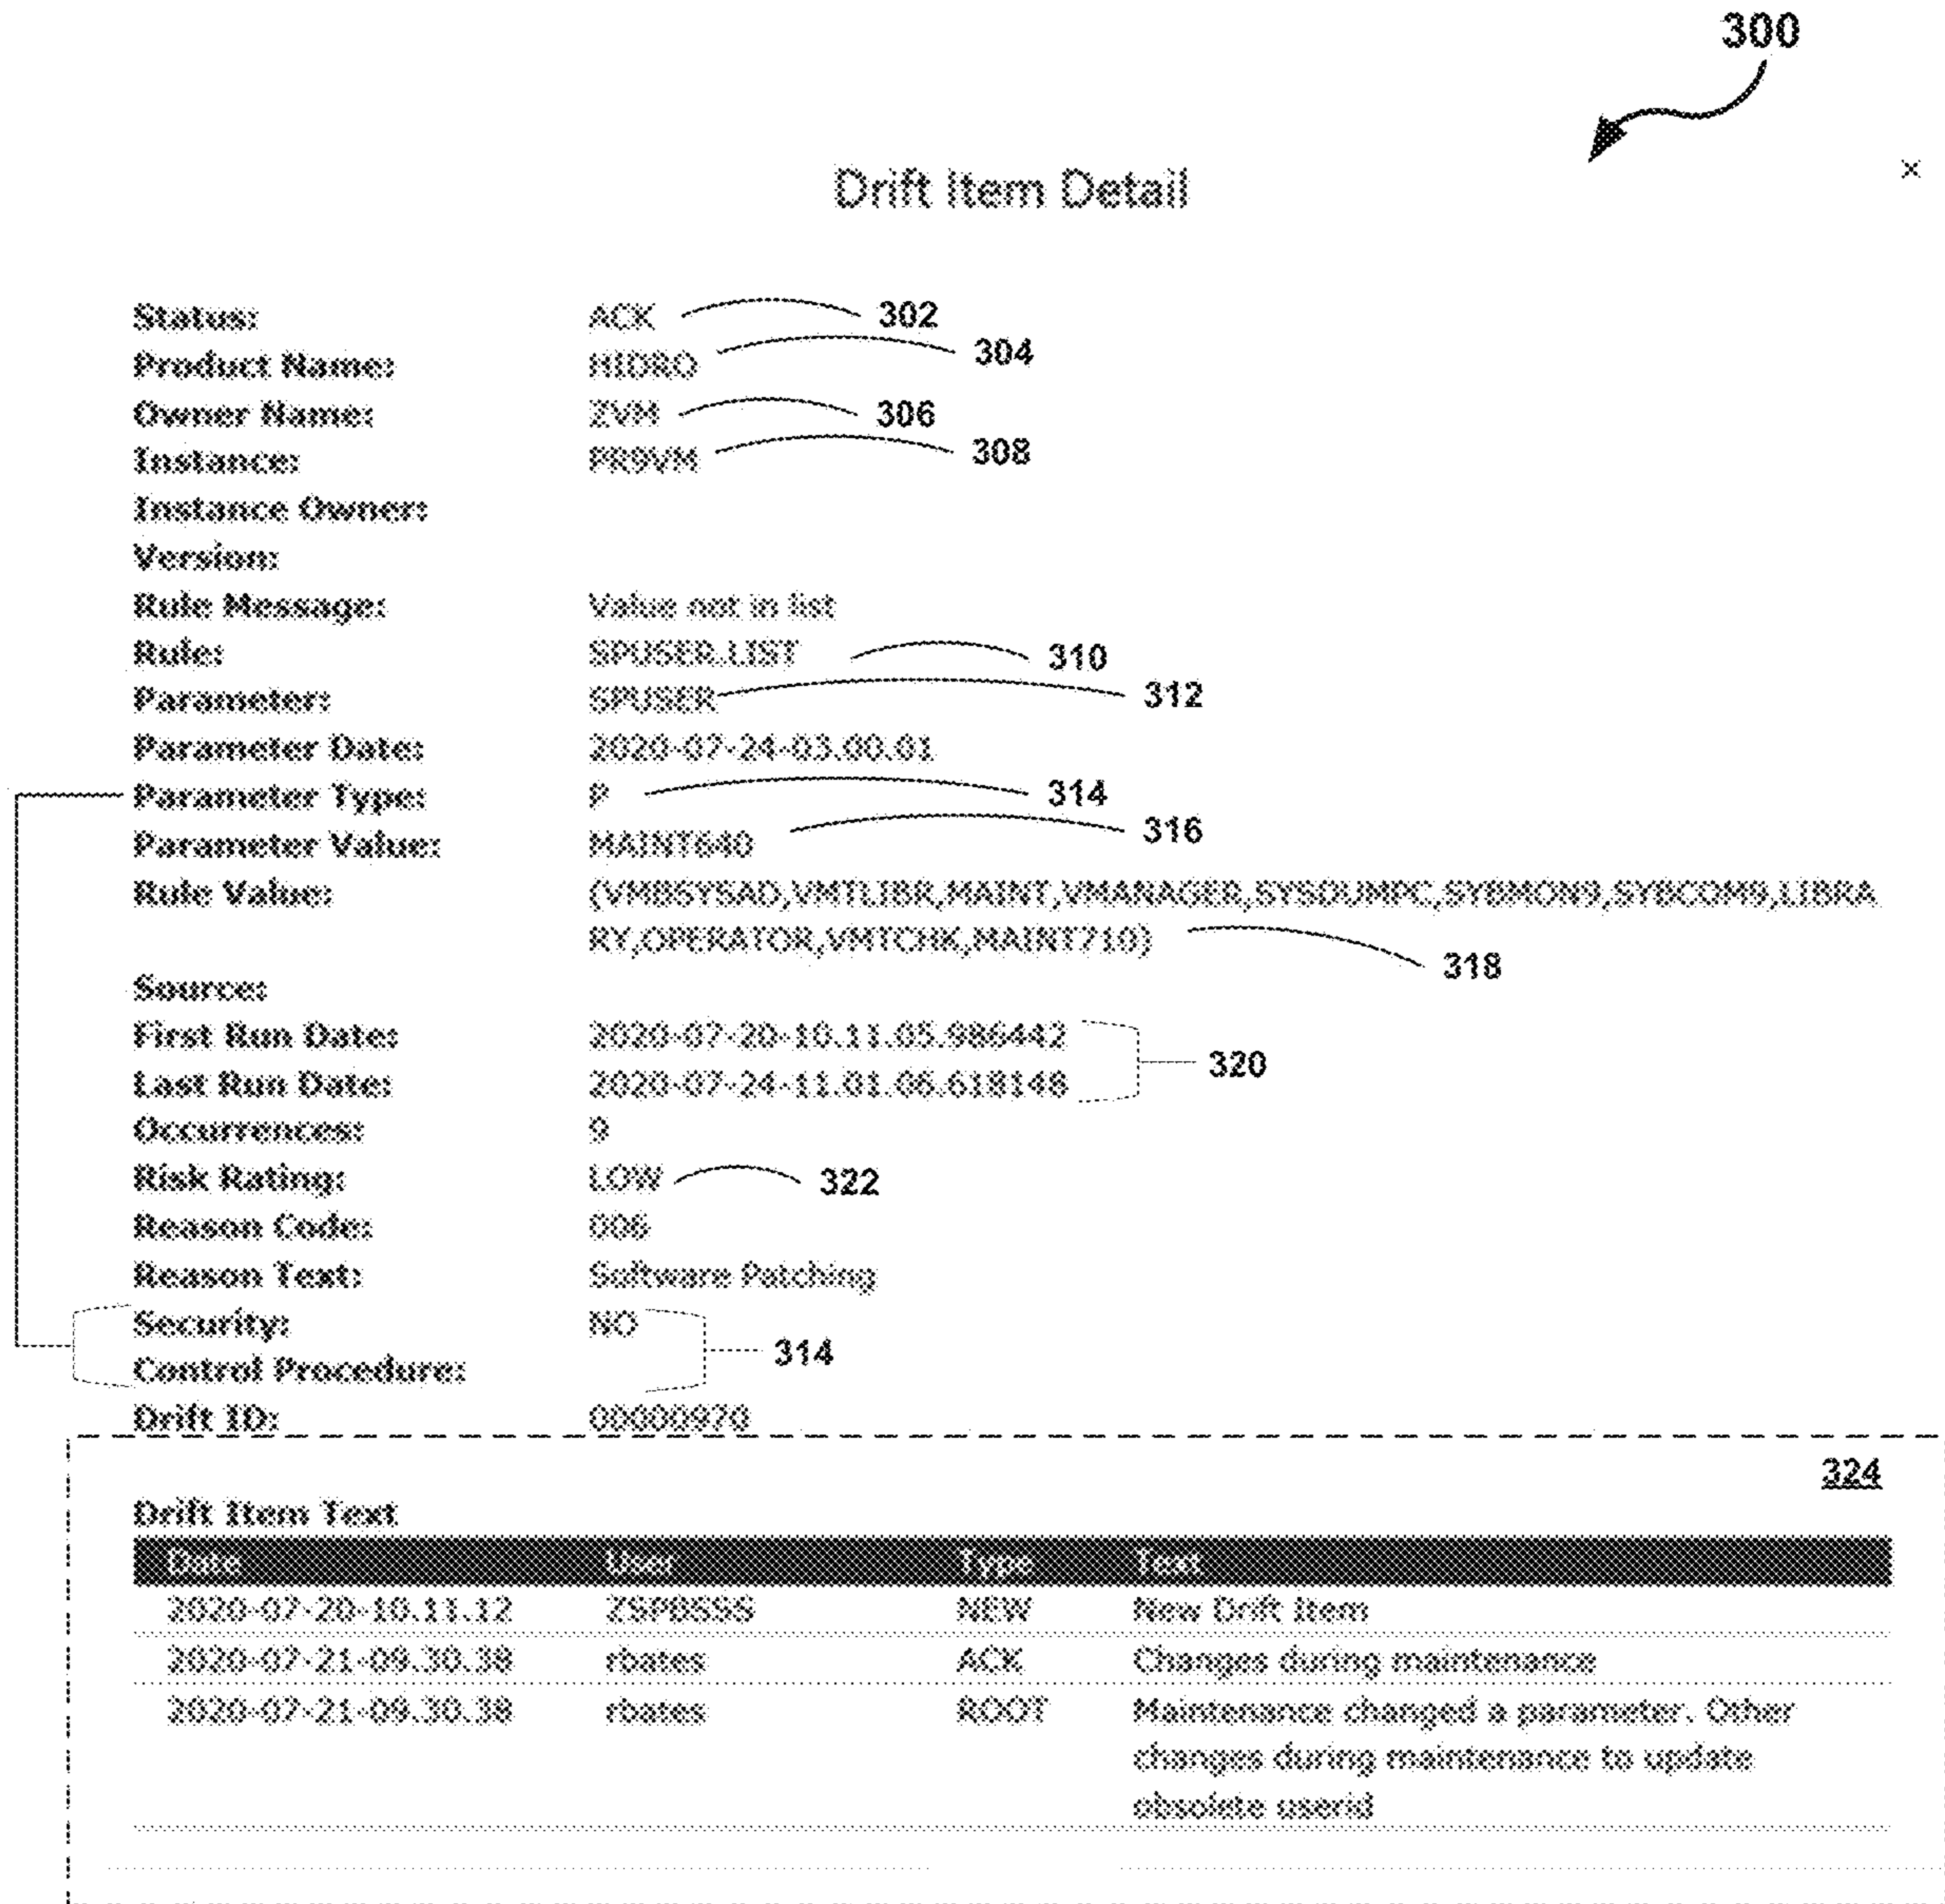 300
Drift Item Detail ×
Status: ACK 302
Product Name: HIDRO 304
Owner Name: ZVM 306
Instance: PR9VM 308
Instance Owner:
Version:
Rule Message: Value not in list
Rule: SPUSER.LIST 310
Parameter: SPUSER 312
Parameter Date: 2020-07-24-03.00.01
Parameter Type: P 314
Parameter Value: MAINT640 316
Rule Value: (VMBSYSAD,VMTLIBR,MAINT,VMANAGER,SYSDUMPC,SYBMON9,SYBCOM9,LIBRA
RY,OPERATOR,VMTCHK,MAINT710) 318
Source:
First Run Date: 2020-07-20-10.11.05.986442
Last Run Date: 2020-07-24-11.01.06.618148
320
Occurrences: 9
Risk Rating: LOW 322
Reason Code: 006
Reason Text: Software Patching
Security: NO
314
Control Procedure:
Drift ID: 00000970
324
Drift Item Text
Date User Type Text
2020-07-20-10.11.12 ZSPBSSS NEW New Drift Item
2020-07-21-09.30.38 rbates ACK Changes during maintenance
2020-07-21-09.30.38 rbates ROOT Maintenance changed a parameter. Other
changes during maintenance to update
obsolete userid